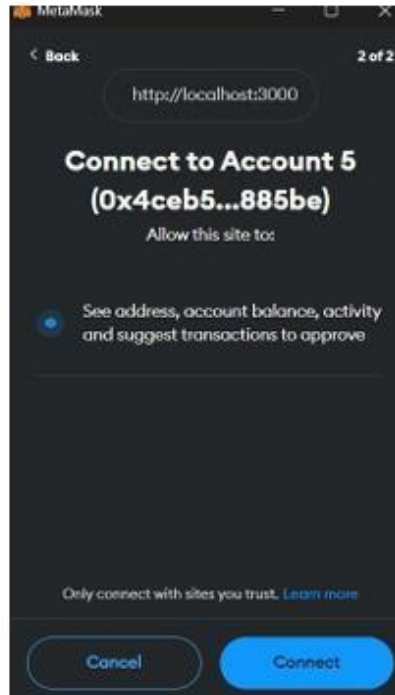 MetaMask
< Back
2 of 2
http://localhost:3000
Connect to Account 5
(0x4ceb5...885be)
Allow this site to:
See address, account balance, activity
and suggest transactions to approve
Only connect with sites you trust. Learn more
Cancel
Connect